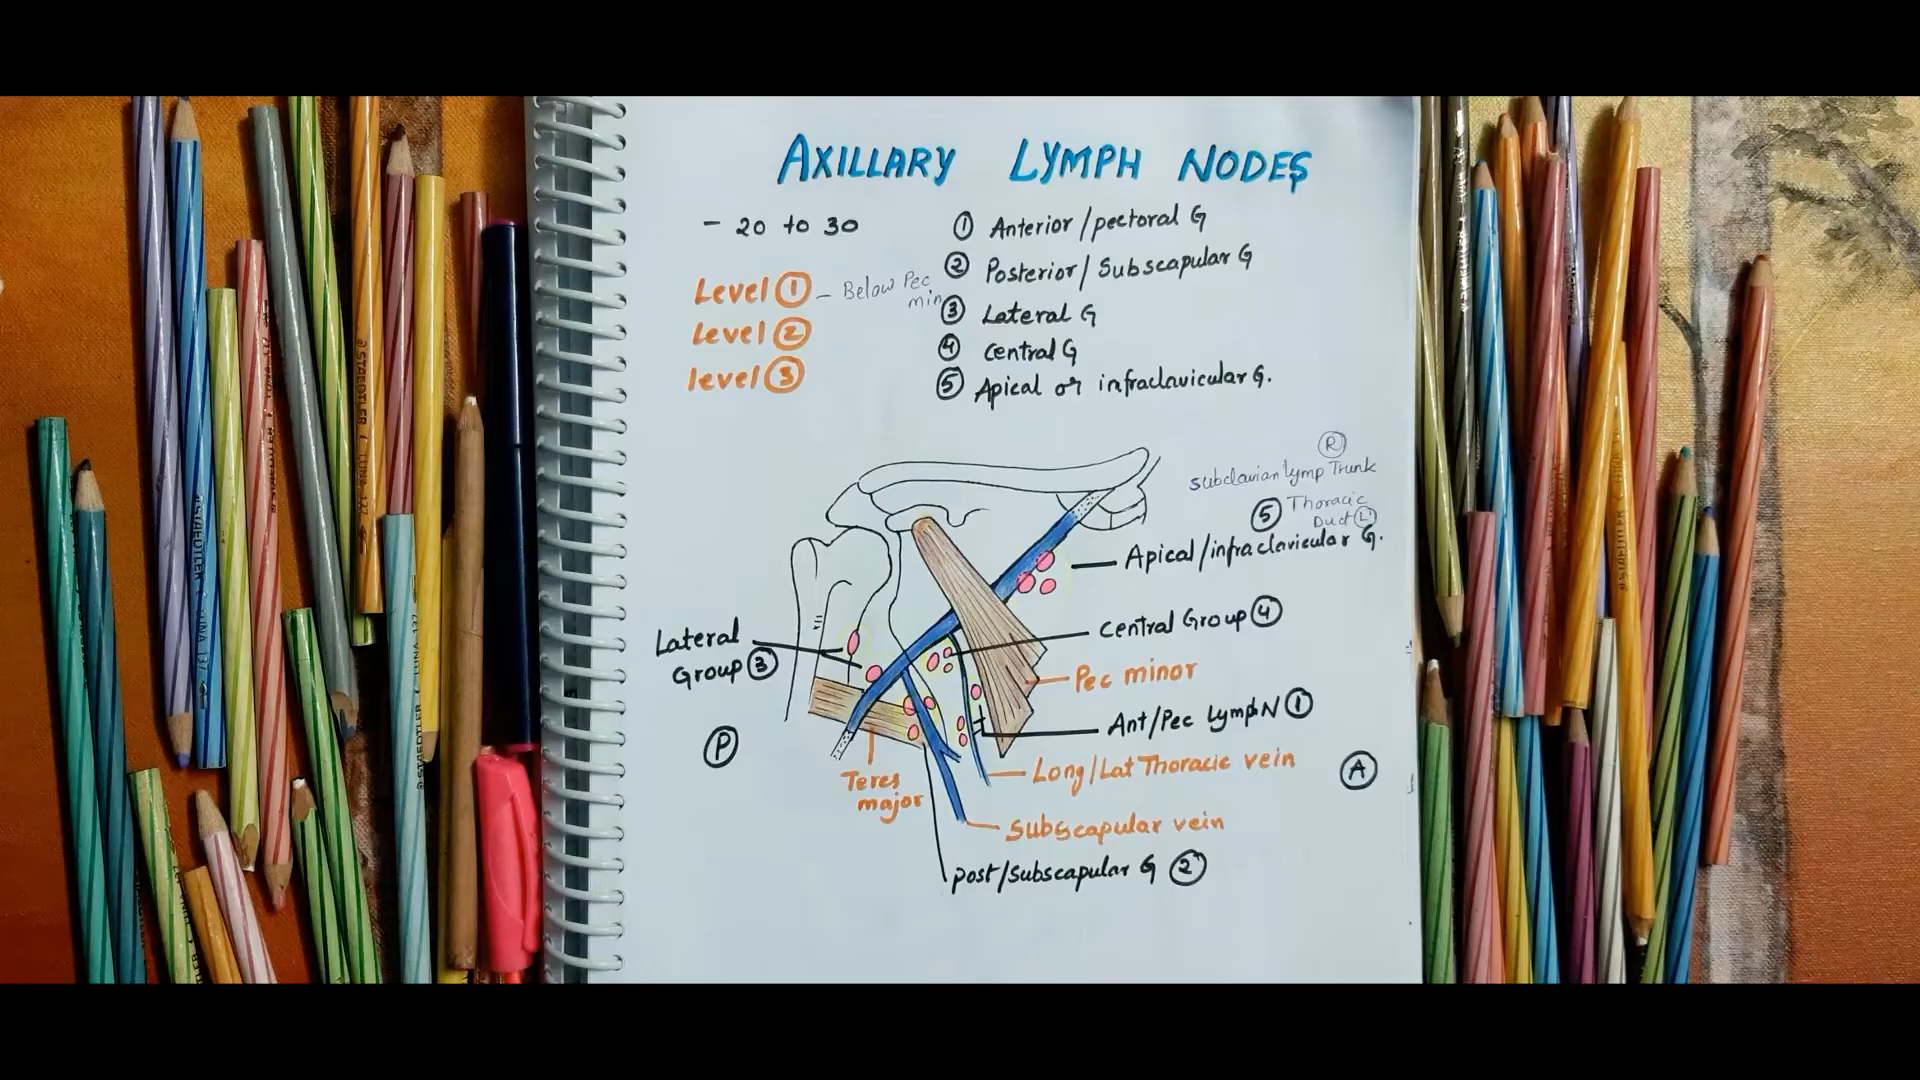 AXILLARY LYMPH NODES
- 20 to 30
Level ① - Below Pec min
Level ②
level ③
① Anterior/pectoral G
② Posterior/Subscapular G
③ Lateral G
④ Central G
⑤ Apical or infraclavicular G.
Ⓡ
Subclavian lymp Trunk
⑤ Thoracic
Duct Ⓛ
Apical/infraclavicular G.
Central Group ④
Lateral
Group ③
Pec minor
Ant/Pec Lymph N ①
Ⓟ
Long/Lat Thoracic vein
Ⓐ
Teres
major
Subscapular vein
Post/Subscapular G ②
STAEDTLER LUNA 137